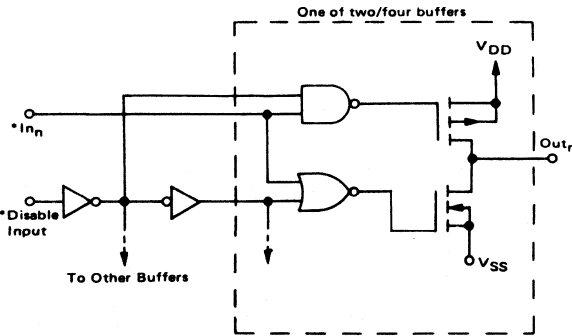 One of two/four buffers
VDD
*Inn
Outn
*Disable
Input
To Other Buffers
VSS